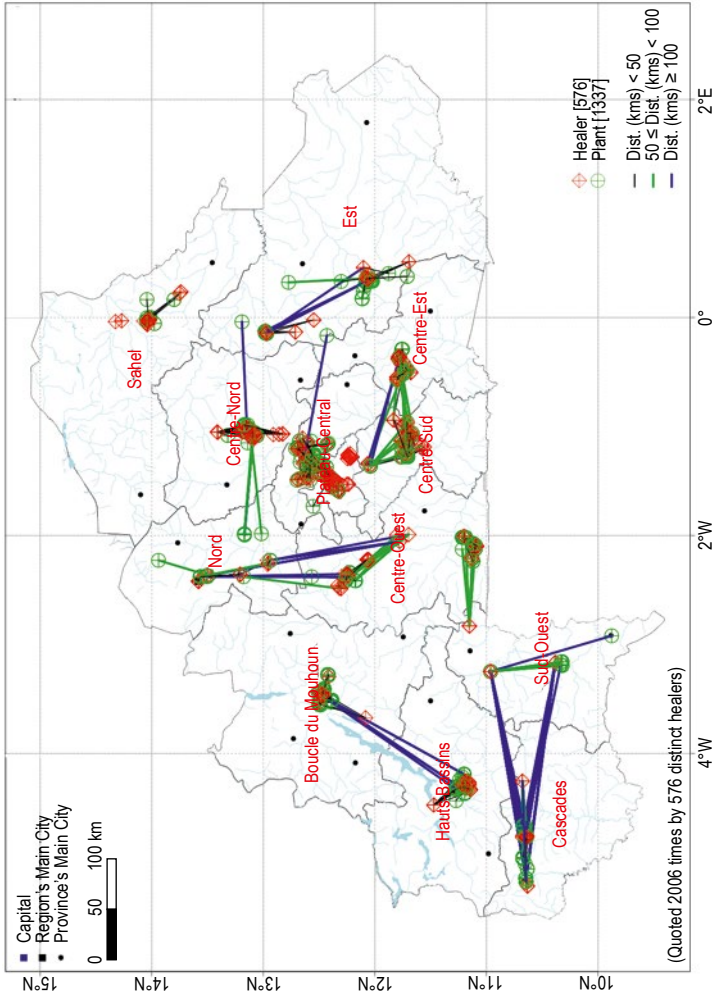 Capital
Region's Main City
Province's Main City
0 50 100 km
15°N
14°N
13°N
12°N
11°N
10°N
4°W
2°W
0°
2°E
Sahel
Nord
Centre-Nord
Est
Boucle du Mouhoun
Plateau Central
Centre-Ouest
Centre-Est
Centre-Sud
Hauts Bassins
Sud-Ouest
Cascades
Healer [576]
Plant [1337]
Dist. (kms) < 50
50 ≤ Dist. (kms) < 100
Dist. (kms) ≥ 100
(Quoted 2006 times by 576 distinct healers)